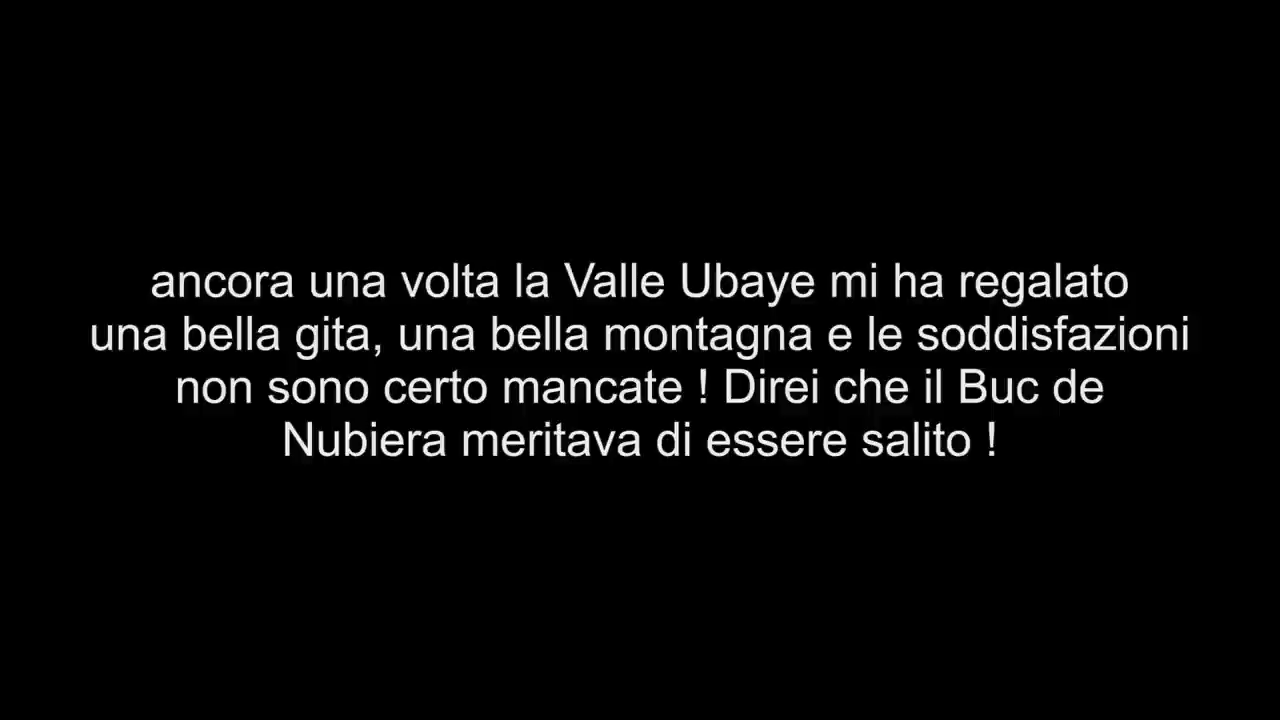 ancora una volta la Valle Ubaye mi ha regalato
una bella gita, una bella montagna e le soddisfazioni
non sono certo mancate ! Direi che il Buc de
Nubiera meritava di essere salito !